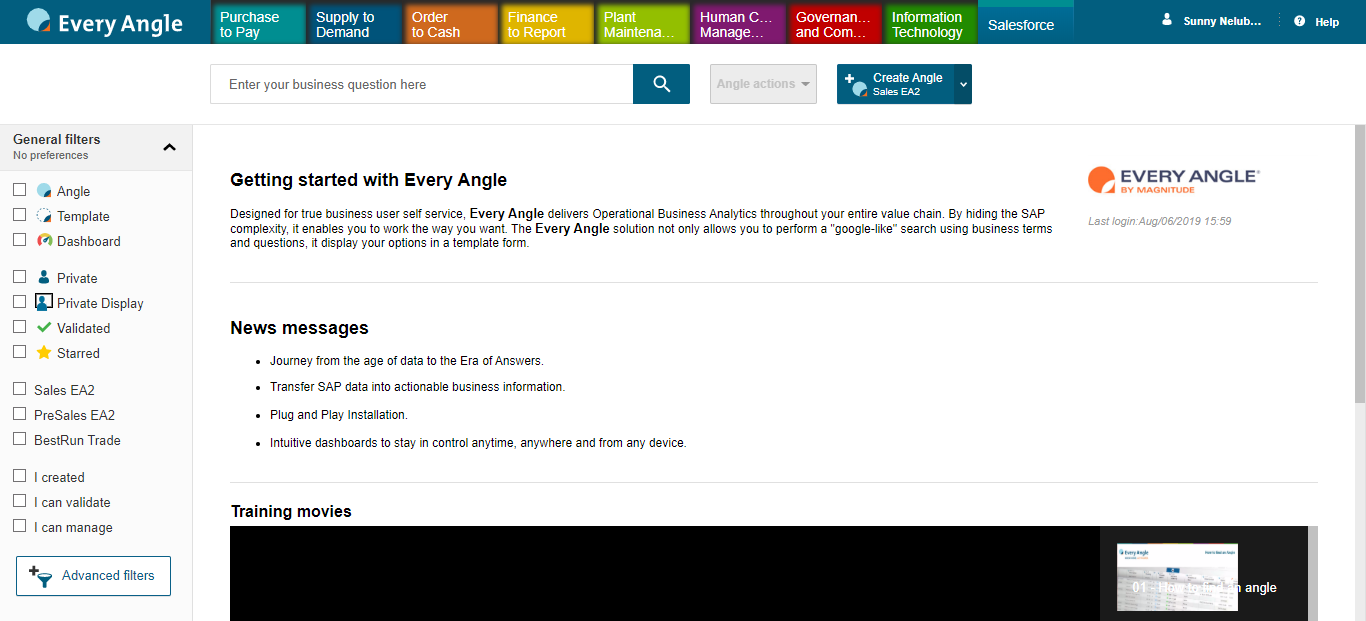 Every Angle
Purchase
to Pay
Supply to
Demand
Order
to Cash
Finance
to Report
Plant
Maintena...
Human C...
Manage...
Governan...
and Com...
Information
Technology
Salesforce
Sunny Nelub...
Help
Enter your business question here
Angle actions
Create Angle
Sales EA2
General filters
No preferences
Angle
Template
Dashboard
Private
Private Display
Validated
Starred
Sales EA2
PreSales EA2
BestRun Trade
I created
I can validate
I can manage
Advanced filters
Getting started with Every Angle
Designed for true business user self service, Every Angle delivers Operational Business Analytics throughout your entire value chain. By hiding the SAP
complexity, it enables you to work the way you want. The Every Angle solution not only allows you to perform a "google-like" search using business terms
and questions, it display your options in a template form.
EVERY ANGLE®
BY MAGNITUDE
Last login:Aug/06/2019 15:59
News messages
• Journey from the age of data to the Era of Answers.
• Transfer SAP data into actionable business information.
• Plug and Play Installation.
• Intuitive dashboards to stay in control anytime, anywhere and from any device.
Training movies
Every Angle
01 - How to find an angle